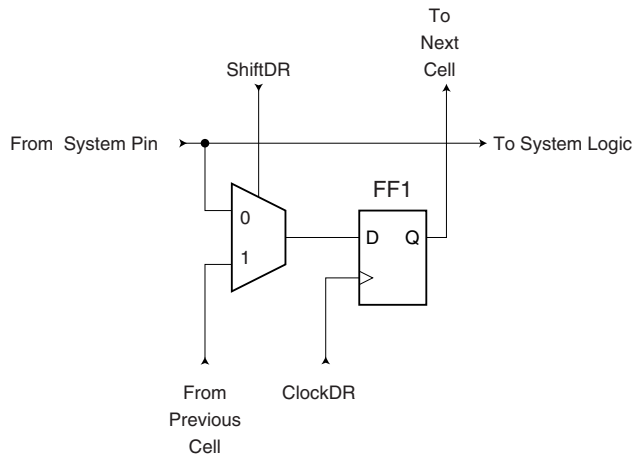 To
Next
Cell
ShiftDR
From System Pin
To System Logic
FF1
0
D Q
1
From
Previous
Cell
ClockDR